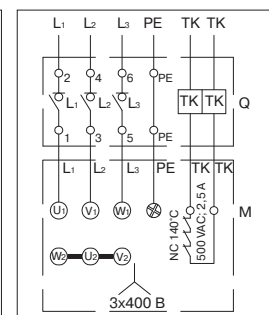 L1 L2 L3 PE TK TK
2 4 6 PE
L1 L2 L3 TK TK Q
1 3 5 PE
L1 L2 L3 PE TK TK
U1 V1 W1 M
NC 140°C
500 VAC; 2,5 A
W2 U2 V2
3x400 B